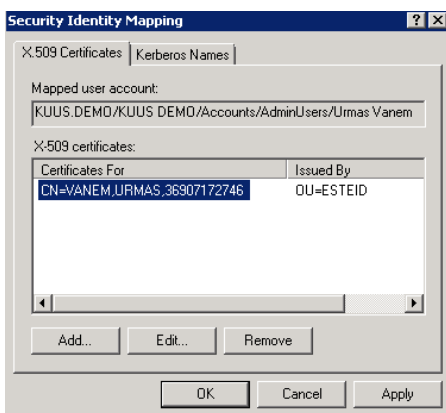 Security Identity Mapping
X.509 Certificates Kerberos Names
Mapped user account:
KUUS.DEMO/KUUS DEMO/Accounts/AdminUsers/Urmas Vanem
X-509 certificates:
Certificates For Issued By
CN=VANEM,URMAS,36907172746 OU=ESTEID
Add... Edit... Remove
OK Cancel Apply